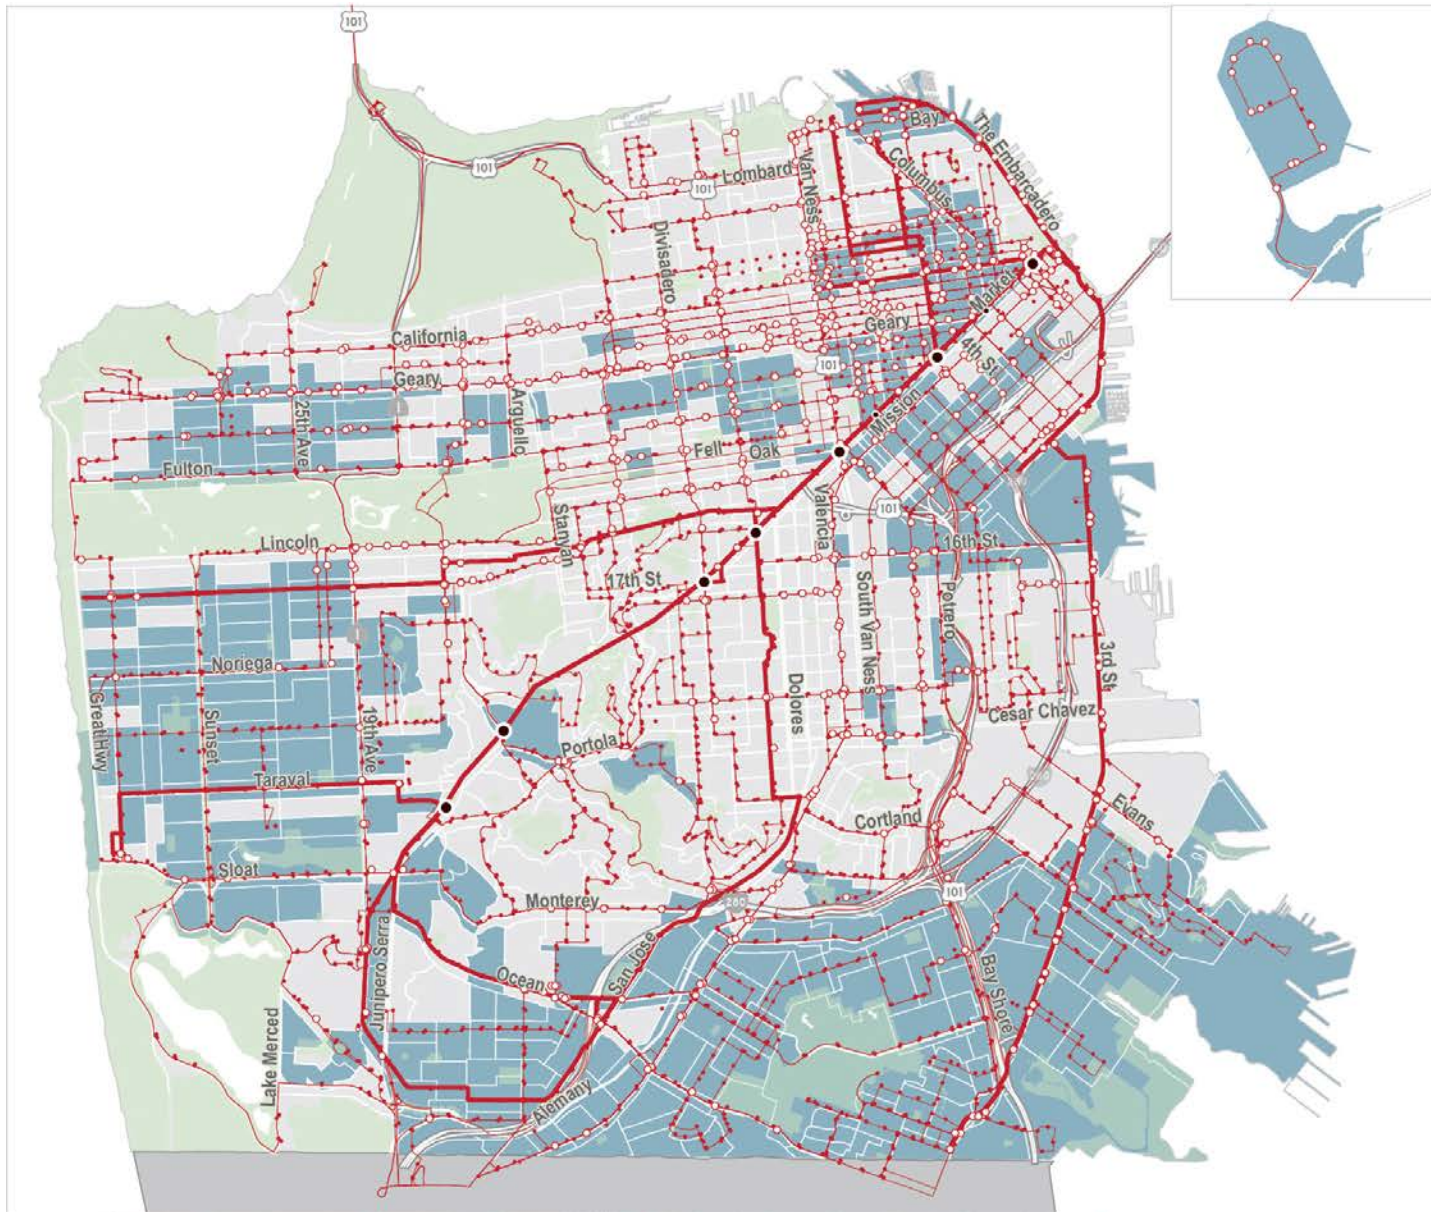 101
101
101
Lombard
Van Ness
Bay
Columbus
The Embarcadero
Divisadero
California
Geary
Geary
Market
4th St
101
Mission
25th Ave
Arguello
Fulton
Fell
Oak
Valencia
101
Lincoln
Stanyan
16th St
17th St
South Van Ness
Potrero
Noriega
Great Hwy
Sunset
19th Ave
Dolores
3rd St
Cesar Chavez
Portola
Taraval
280
Evans
Cortland
Sloat
Monterey
280
101
Junipero Serra
Ocean
San Jose
Bay Shore
Lake Merced
Alemany